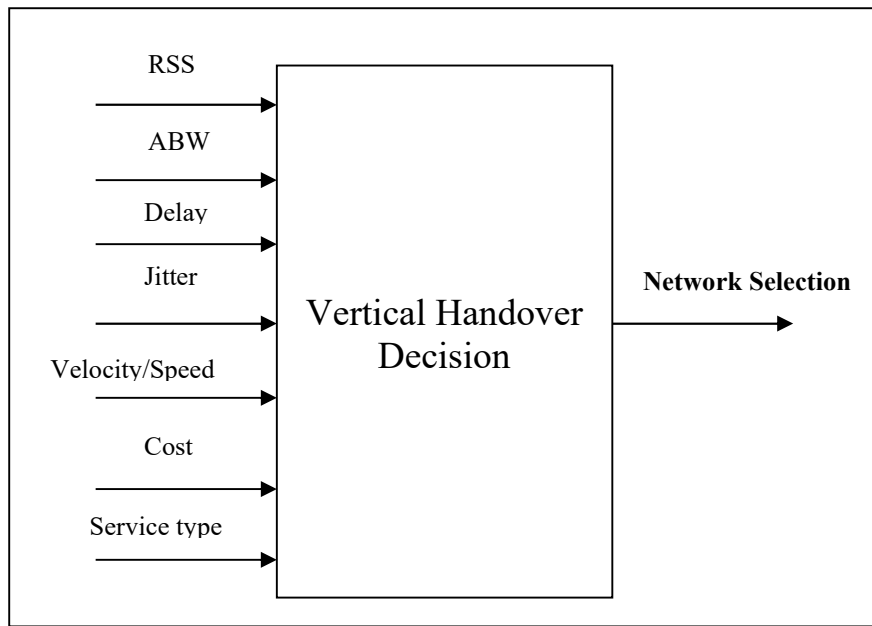 RSS
ABW
Delay
Jitter
Velocity/Speed
Cost
Service type
Vertical Handover
Decision
Network Selection